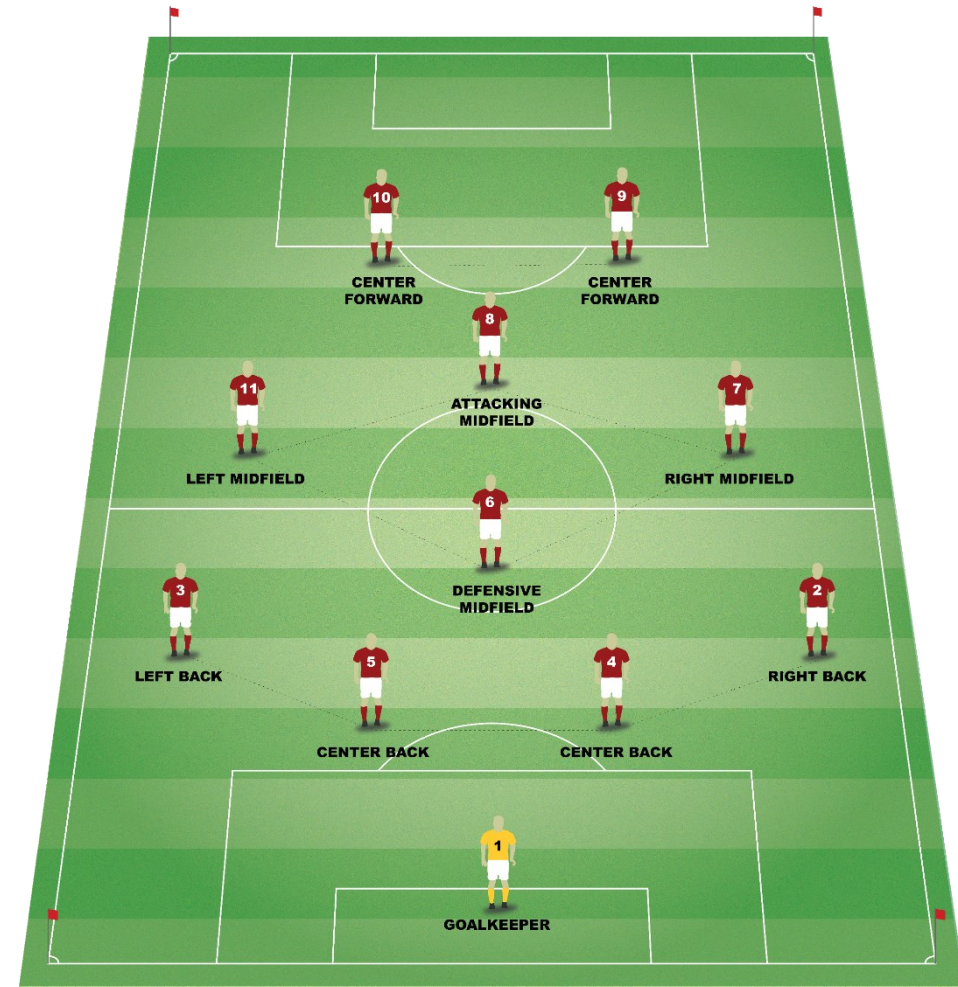 10
9
CENTER
FORWARD
CENTER
FORWARD
8
ATTACKING
MIDFIELD
11
7
LEFT MIDFIELD
RIGHT MIDFIELD
6
DEFENSIVE
MIDFIELD
3
2
LEFT BACK
RIGHT BACK
5
4
CENTER BACK
CENTER BACK
1
GOALKEEPER